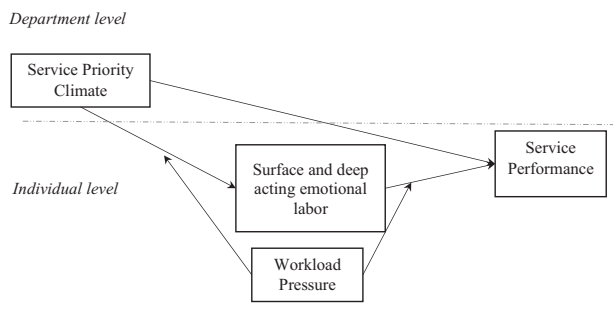 Department level
Service Priority
Climate
Service
Performance
Surface and deep
acting emotional
labor
Individual level
Workload
Pressure